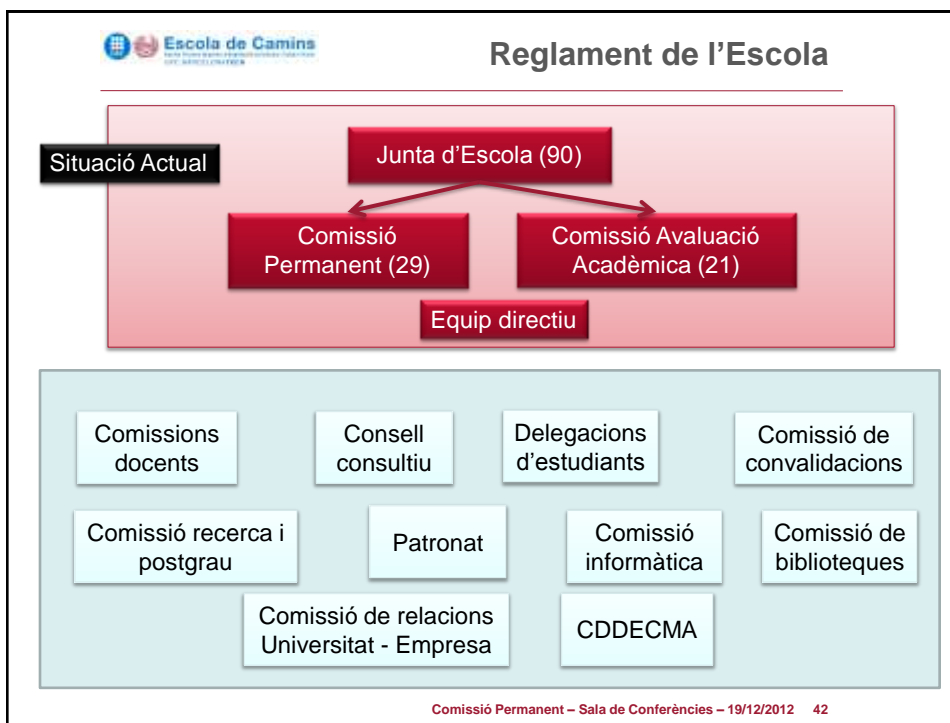 Escola de Camins
Reglament de l'Escola
Situació Actual
Junta d'Escola (90)
Comissió
Permanent (29)
Comissió Avaluació
Acadèmica (21)
Equip directiu
Comissions
docents
Consell
consultiu
Delegacions
d'estudiants
Comissió de
convalidacions
Comissió recerca i
postgrau
Patronat
Comissió
informàtica
Comissió de
biblioteques
Comissió de relacions
Universitat - Empresa
CDDECMA
Comissió Permanent – Sala de Conferències – 19/12/2012 42